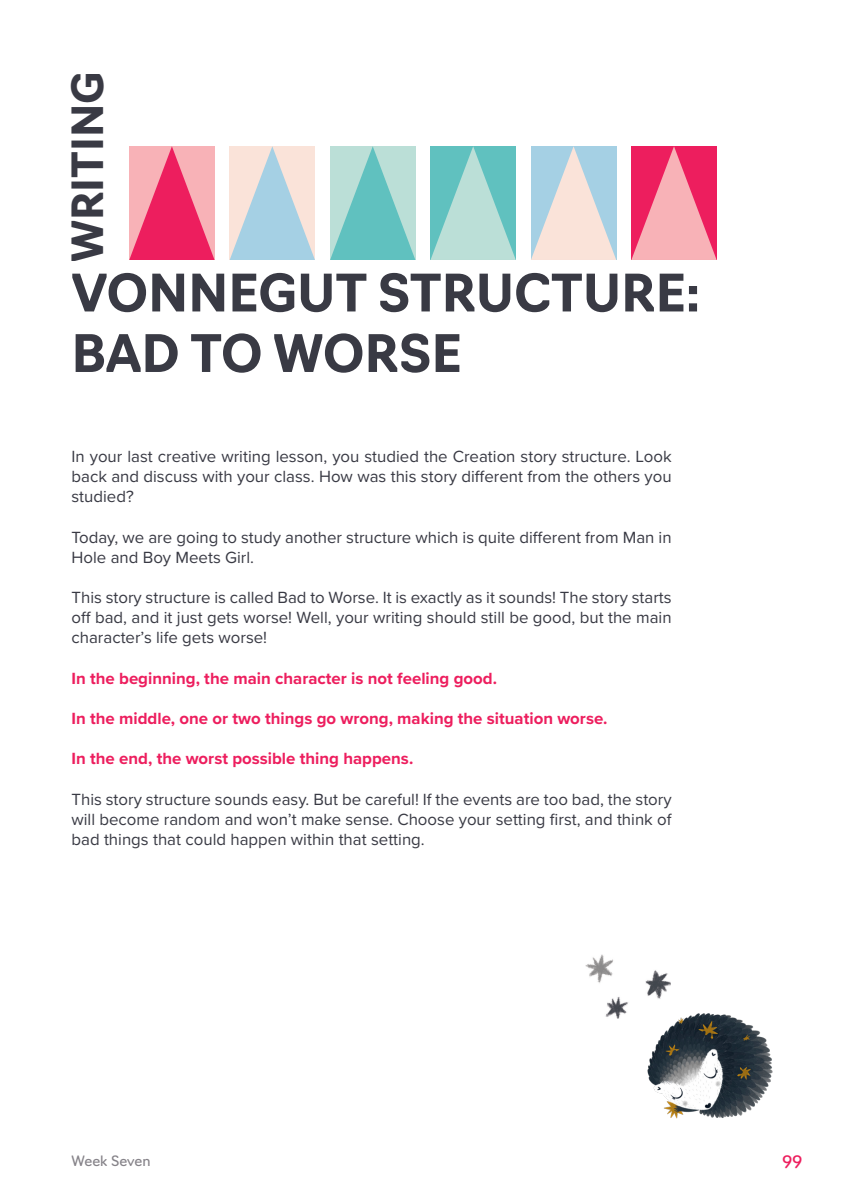 WRITING
VONNEGUT STRUCTURE:
BAD TO WORSE
In your last creative writing lesson, you studied the Creation story structure. Look
back and discuss with your class. How was this story different from the others you
studied?
Today, we are going to study another structure which is quite different from Man in
Hole and Boy Meets Girl.
This story structure is called Bad to Worse. It is exactly as it sounds! The story starts
off bad, and it just gets worse! Well, your writing should still be good, but the main
character’s life gets worse!
In the beginning, the main character is not feeling good.
In the middle, one or two things go wrong, making the situation worse.
In the end, the worst possible thing happens.
This story structure sounds easy. But be careful! If the events are too bad, the story
will become random and won’t make sense. Choose your setting first, and think of
bad things that could happen within that setting.
Week Seven
99